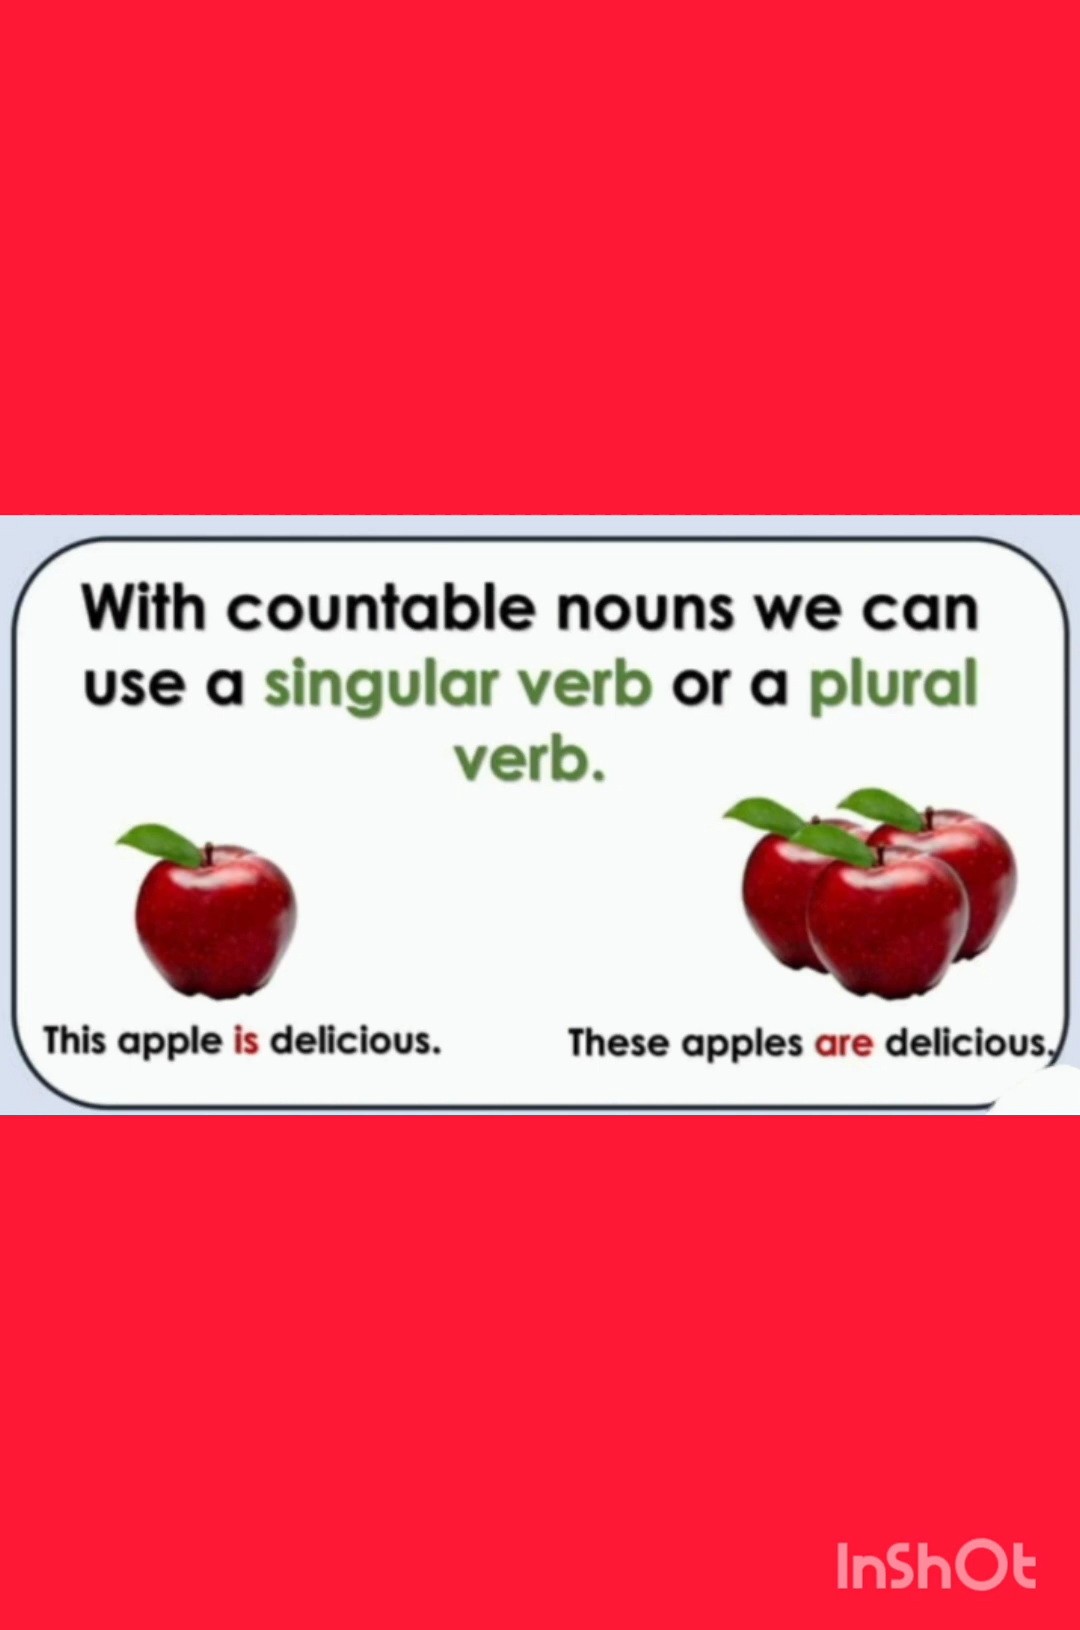 With countable nouns we can
use a singular verb or a plural
verb.
This apple is delicious.
These apples are delicious.
InShOt